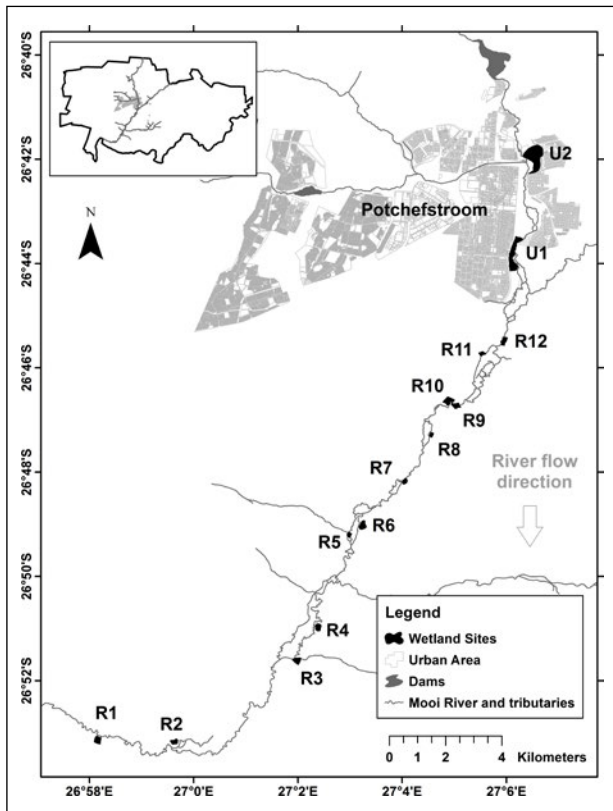 26°40'S
26°42'S
U2
N
Potchefstroom
U1
26°44'S
R12
R11
26°46'S
R10
R9
R8
R7
26°48'S
River flow
direction
R6
R5
26°50'S
Legend
Wetland Sites
Urban Area
Dams
Mooi River and tributaries
R4
R3
26°52'S
R1
R2
0 1 2 4 Kilometers
26°58'E
27°0'E
27°2'E
27°4'E
27°6'E